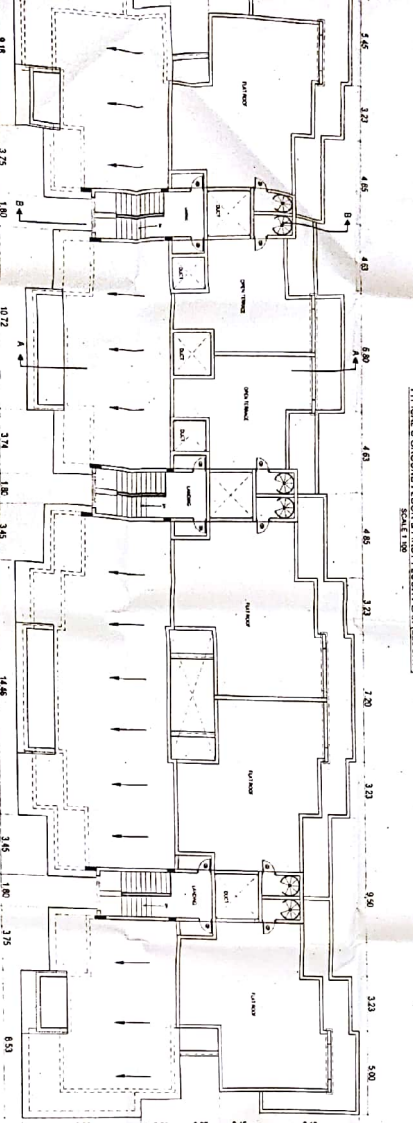 SCALE 1:100
5.45
3.23
4.65
4.63
6.80
4.63
4.85
3.23
7.20
3.23
9.50
3.23
5.00
FLAT ROOF
DUCT
B
B
DUCT
OPEN TERRACE
A
A
DUCT
OPEN TERRACE
DUCT
LANDING
FLAT ROOF
FLAT ROOF
LANDING
DUCT
FLAT ROOF
9.18
3.75
1.80
10.72
3.74
1.80
3.45
14.46
3.45
1.80
3.75